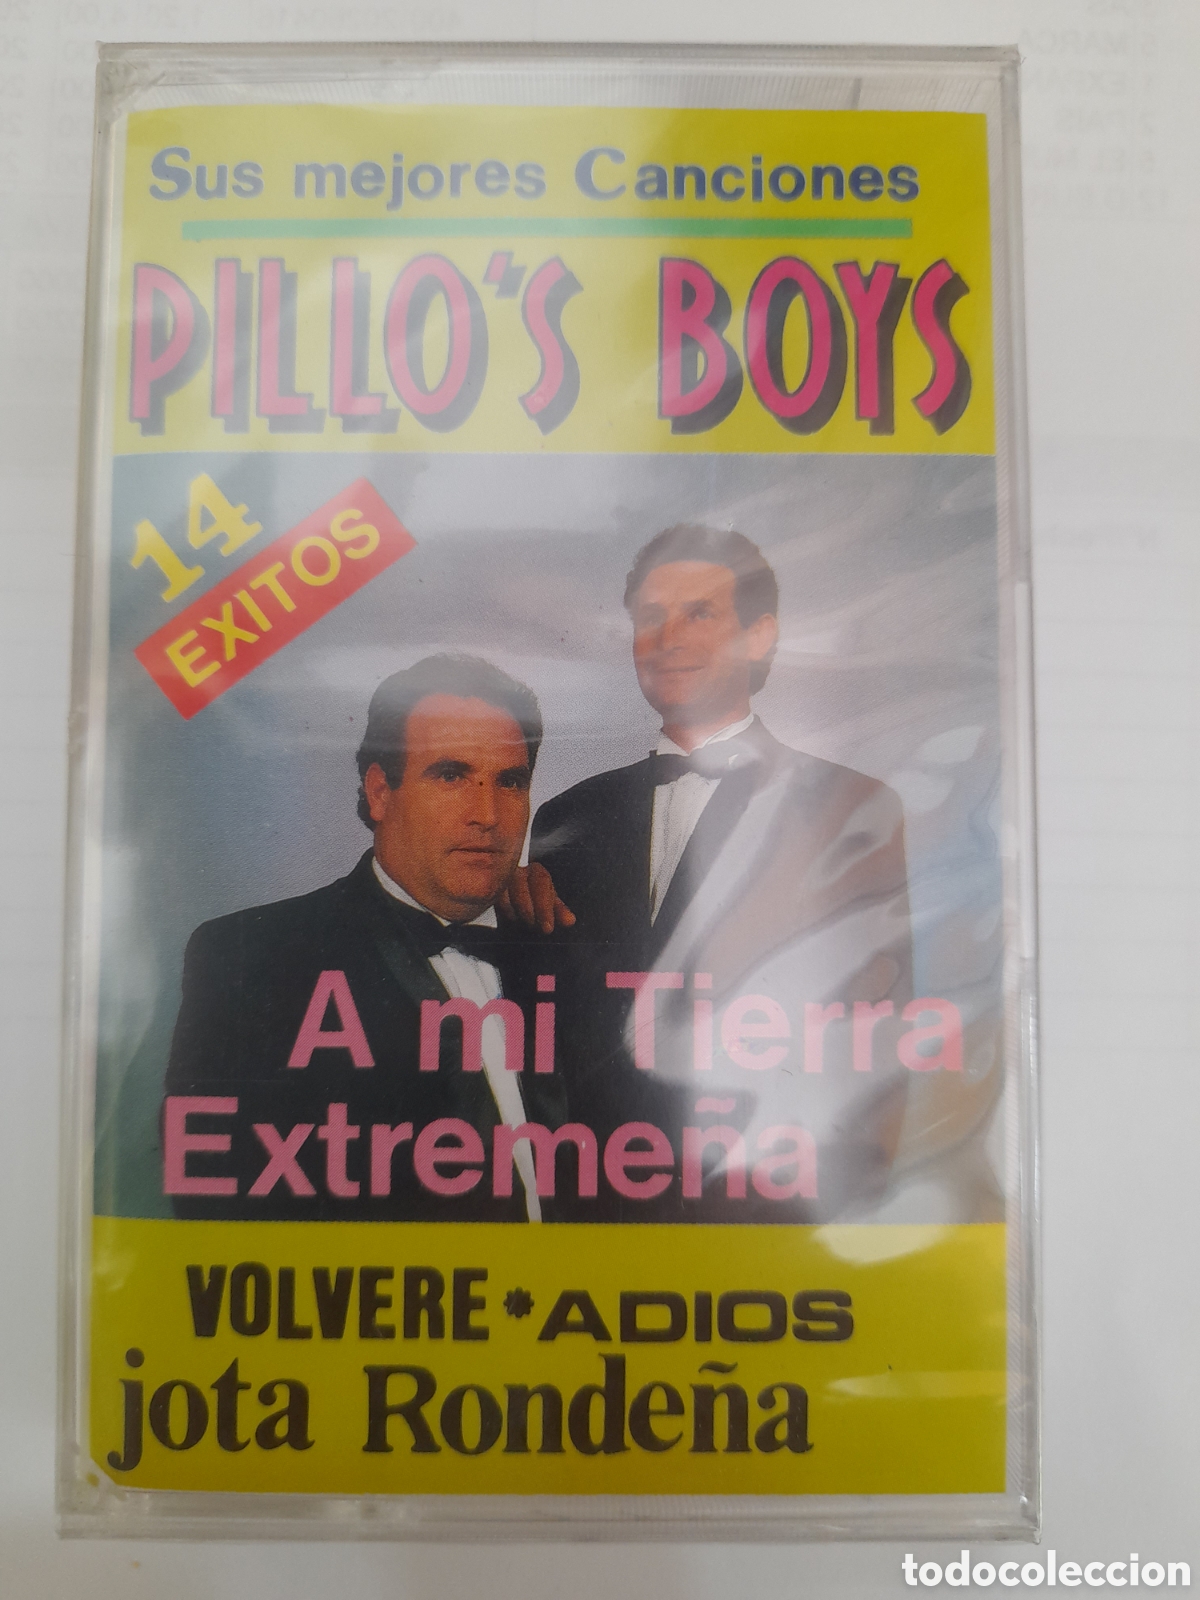 Sus mejores Canciones
PILLO'S BOYS
14
EXITOS
A mi Tierra
Extremeña
VOLVERE * ADIOS
jota Rondeña
todocoleccion